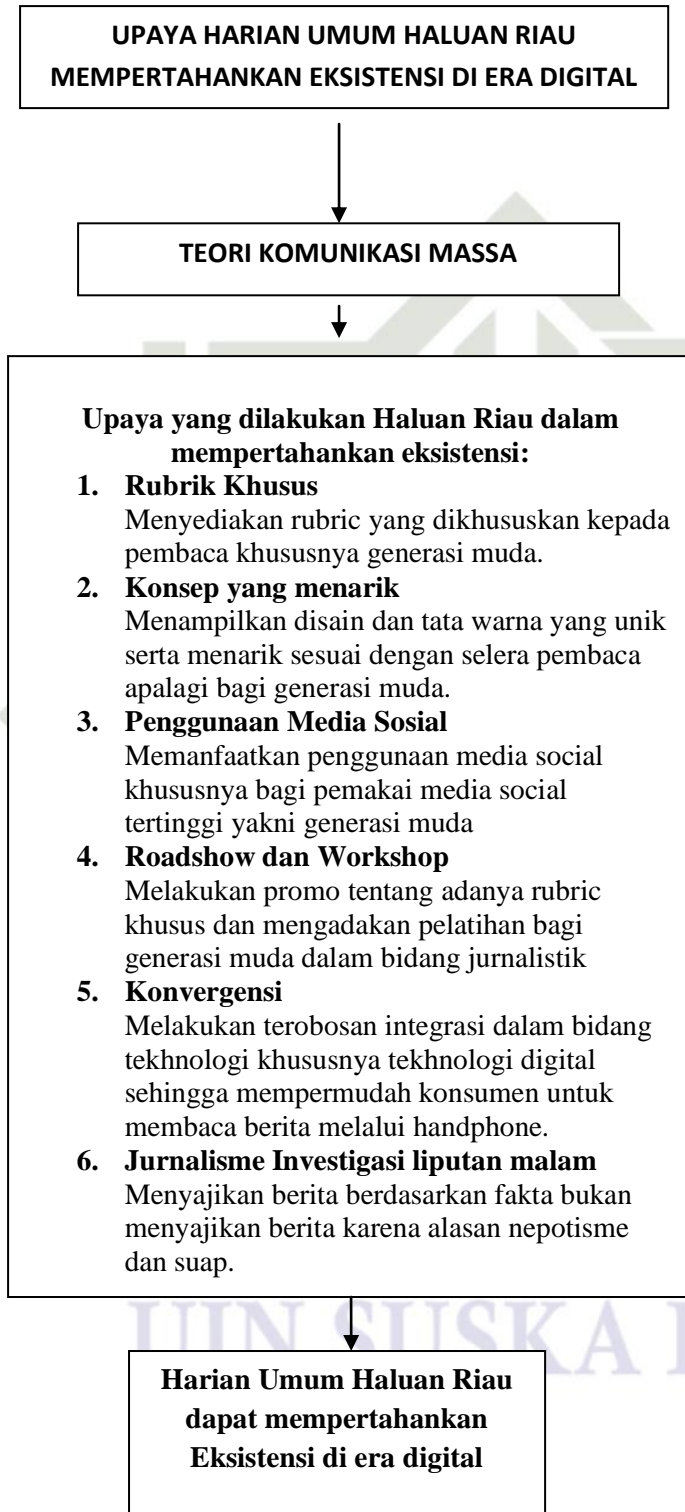 UPAYA HARIAN UMUM HALUAN RIAU
MEMPERTAHANKAN EKSISTENSI DI ERA DIGITAL
TEORI KOMUNIKASI MASSA
Upaya yang dilakukan Haluan Riau dalam
mempertahankan eksistensi:
1. Rubrik Khusus
Menyediakan rubric yang dikhususkan kepada
pembaca khususnya generasi muda.
2. Konsep yang menarik
Menampilkan disain dan tata warna yang unik
serta menarik sesuai dengan selera pembaca
apalagi bagi generasi muda.
3. Penggunaan Media Sosial
Memanfaatkan penggunaan media social
khususnya bagi pemakai media social
tertinggi yakni generasi muda
4. Roadshow dan Workshop
Melakukan promo tentang adanya rubric
khusus dan mengadakan pelatihan bagi
generasi muda dalam bidang jurnalistik
5. Konvergensi
Melakukan terobosan integrasi dalam bidang
tekhnologi khususnya tekhnologi digital
sehingga mempermudah konsumen untuk
membaca berita melalui handphone.
6. Jurnalisme Investigasi liputan malam
Menyajikan berita berdasarkan fakta bukan
menyajikan berita karena alasan nepotisme
dan suap.
UIN SUSKA
Harian Umum Haluan Riau
dapat mempertahankan
Eksistensi di era digital